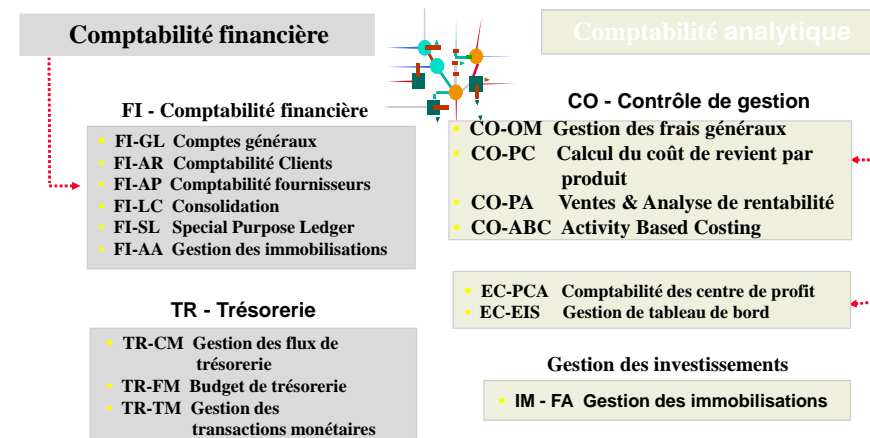 Comptabilité financière
Comptabilité analytique
FI - Comptabilité financière
• FI-GL Comptes généraux
• FI-AR Comptabilité Clients
• FI-AP Comptabilité fournisseurs
• FI-LC Consolidation
• FI-SL Special Purpose Ledger
• FI-AA Gestion des immobilisations
TR - Trésorerie
• TR-CM Gestion des flux de
trésorerie
• TR-FM Budget de trésorerie
• TR-TM Gestion des
transactions monétaires
CO - Contrôle de gestion
• CO-OM Gestion des frais généraux
• CO-PC Calcul du coût de revient par
produit
• CO-PA Ventes & Analyse de rentabilité
• CO-ABC Activity Based Costing
• EC-PCA Comptabilité des centre de profit
• EC-EIS Gestion de tableau de bord
Gestion des investissements
• IM - FA Gestion des immobilisations